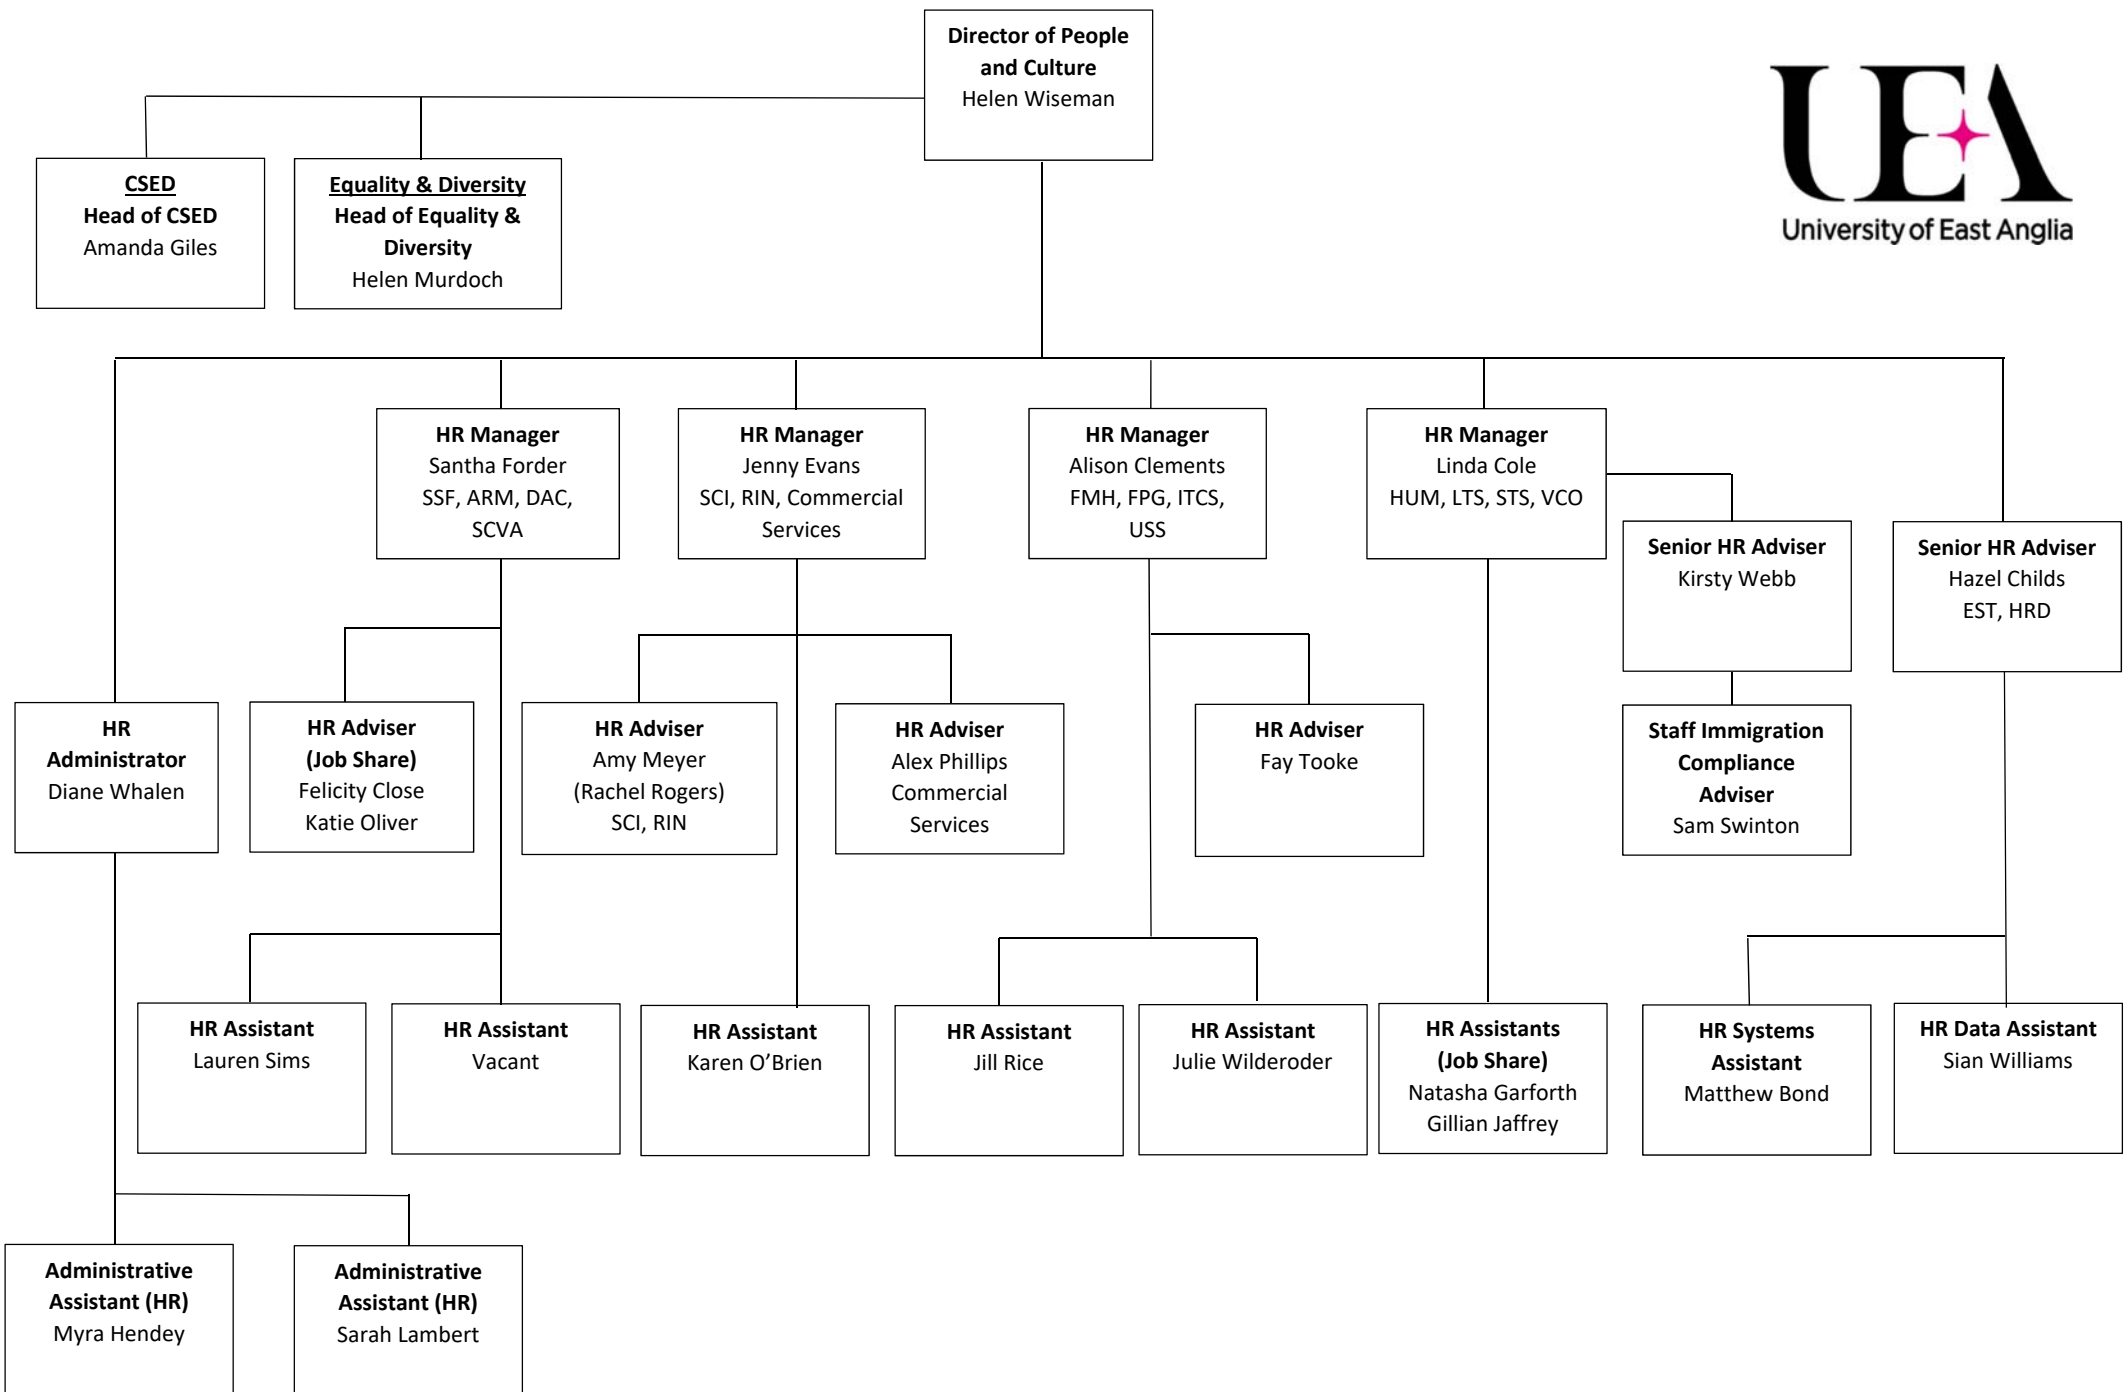 Director of People
and Culture
Helen Wiseman
UEA
University of East Anglia
CSED
Head of CSED
Amanda Giles
Equality & Diversity
Head of Equality &
Diversity
Helen Murdoch
HR Manager
Santha Forder
SSF, ARM, DAC,
SCVA
HR Manager
Jenny Evans
SCI, RIN, Commercial
Services
HR Manager
Alison Clements
FMH, FPG, ITCS,
USS
HR Manager
Linda Cole
HUM, LTS, STS, VCO
Senior HR Adviser
Kirsty Webb
Senior HR Adviser
Hazel Childs
EST, HRD
HR
Administrator
Diane Whalen
HR Adviser
(Job Share)
Felicity Close
Katie Oliver
HR Adviser
Amy Meyer
(Rachel Rogers)
SCI, RIN
HR Adviser
Alex Phillips
Commercial
Services
HR Adviser
Fay Tooke
Staff Immigration
Compliance
Adviser
Sam Swinton
HR Assistant
Lauren Sims
HR Assistant
Vacant
HR Assistant
Karen O’Brien
HR Assistant
Jill Rice
HR Assistant
Julie Wilderoder
HR Assistants
(Job Share)
Natasha Garforth
Gillian Jaffrey
HR Systems
Assistant
Matthew Bond
HR Data Assistant
Sian Williams
Administrative
Assistant (HR)
Myra Hendey
Administrative
Assistant (HR)
Sarah Lambert